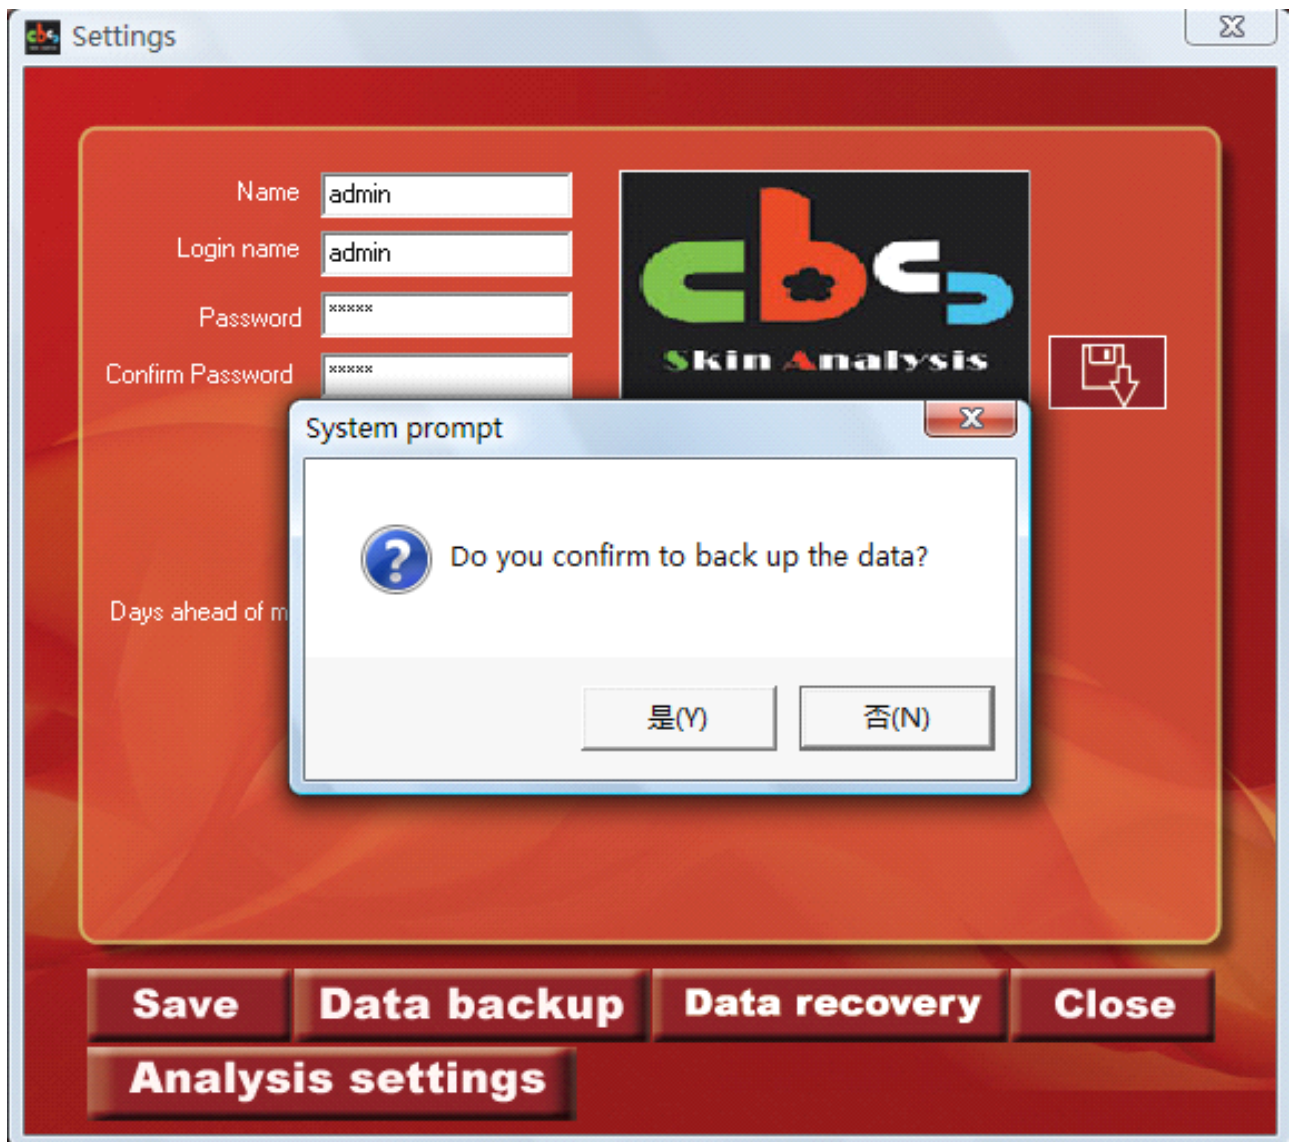 Settings
Name admin
Login name admin
Password *****
Confirm Password *****
cbcs
Skin Analysis
System prompt
Do you confirm to back up the data?
是(Y) 否(N)
Days ahead of
Save Data backup Data recovery Close
Analysis settings